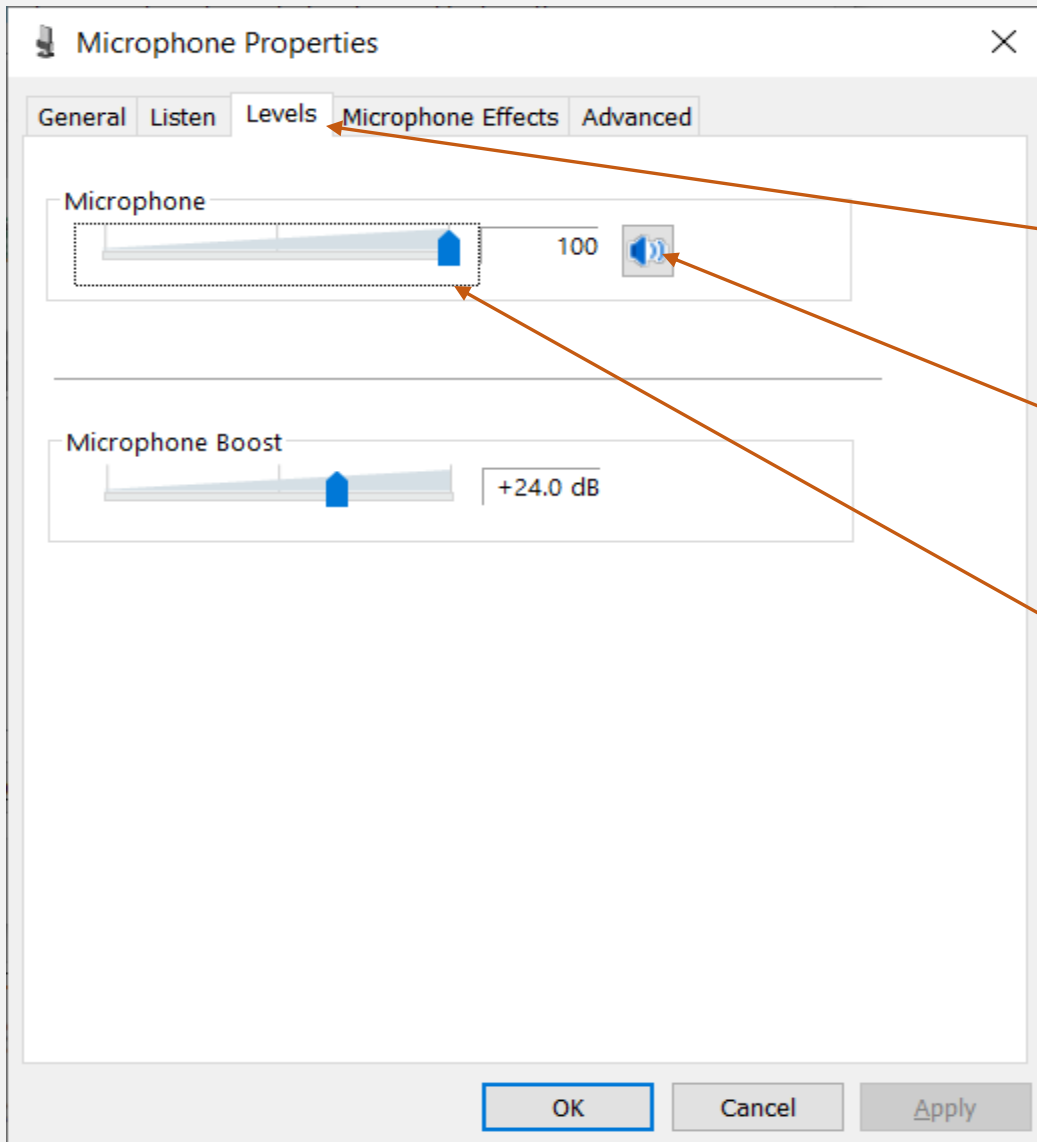 Microphone Properties
General Listen Levels Microphone Effects Advanced
Microphone
100
Microphone Boost
+24.0 dB
OK Cancel Apply